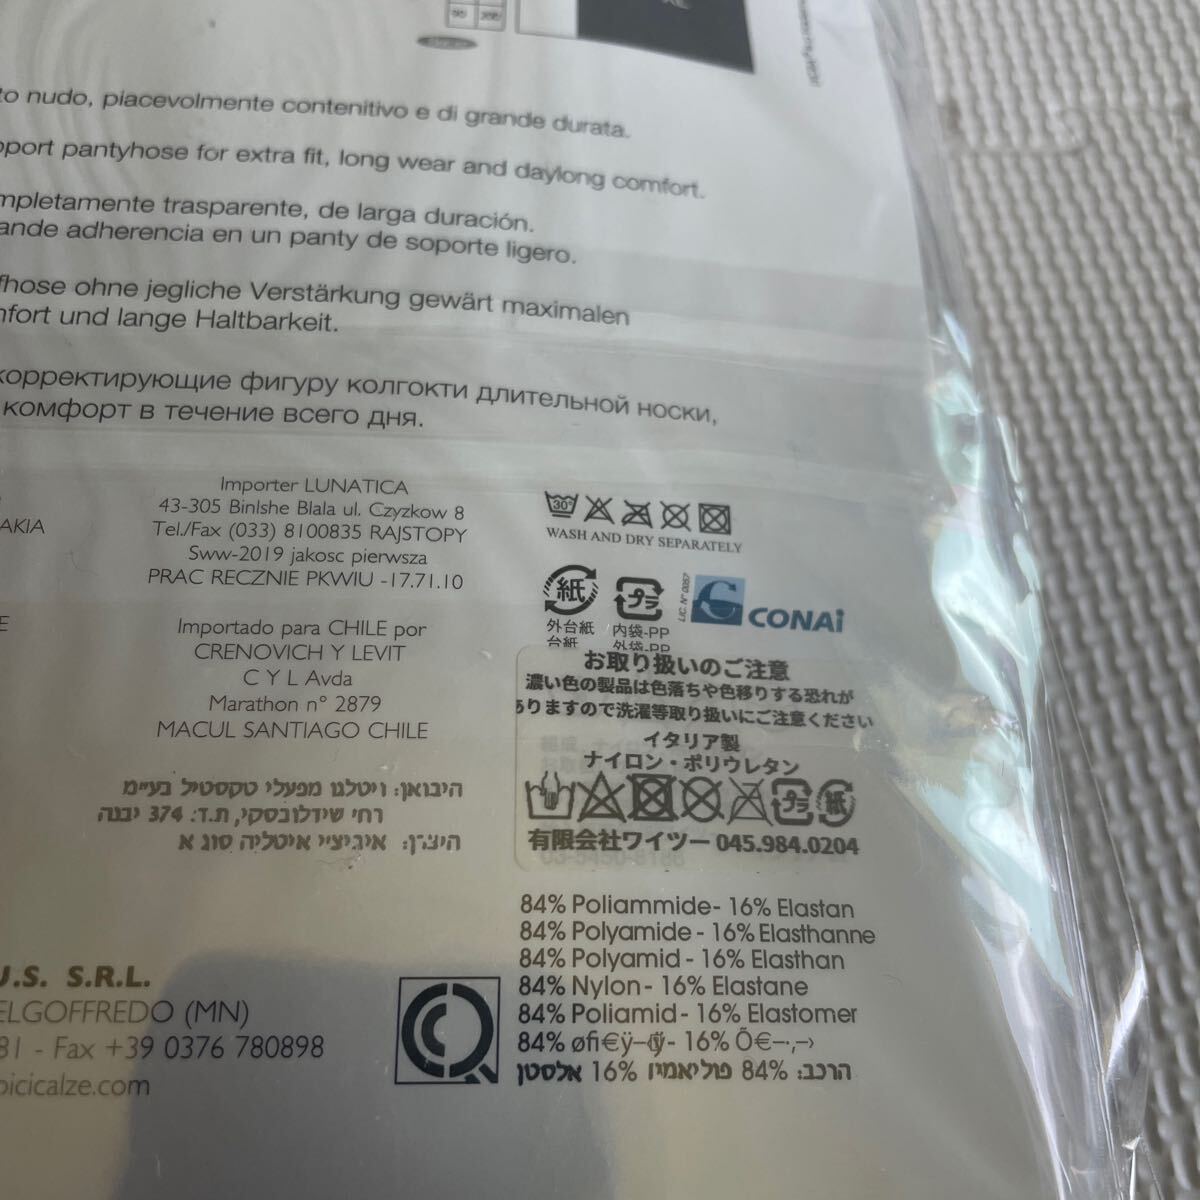 to nudo, piacevolmente contenitivo e di grande durata.
pport pantyhose for extra fit, long wear and daylong comfort.
mpletamente trasparente, de larga duración.
ande adherencia en un panty de soporte ligero.
fhose ohne jegliche Verstärkung gewärt maximalen
nfort und lange Haltbarkeit.
корректирующие фигуру колготки длительной носки,
комфорт в течение всего дня.
AKIA
E
Importer LUNATICA
43-305 Binlshe Blala ul. Czyzkow 8
Tel./Fax (033) 8100835 RAJSTOPY
Sww-2019 jakosc pierwsza
PRAC RECZNIE PKWIU -17.71.10
Importado para CHILE por
CRENOVICH Y LEVIT
C Y L Avda
Marathon n° 2879
MACUL SANTIAGO CHILE
היבואן: ויטלגו מפעלי טקסטיל בע״מ
רחי שידלובסקי, ת.ד: 374 יבנה
היצרן: איגיציי איטליה סוג א
30°
WASH AND DRY SEPARATELY
紙
プラ
外台紙
台紙
内袋-PP
外袋-PP
LIC. N° 0057
CONAi
お取り扱いのご注意
濃い色の製品は色落ちや色移りする恐れが
ありますので洗濯等取り扱いにご注意ください
イタリア製
ナイロン・ポリウレタン
プラ 紙
有限会社ワイツー 045.984.0204
84% Poliammide- 16% Elastan
84% Polyamide - 16% Elasthanne
84% Polyamid - 16% Elasthan
84% Nylon- 16% Elastane
84% Poliamid - 16% Elastomer
הרכב: 84% פוליאמיו 16% אלסטן
U.S. S.R.L.
ELGOFFREDO (MN)
81 - Fax +39 0376 780898
picicalze.com